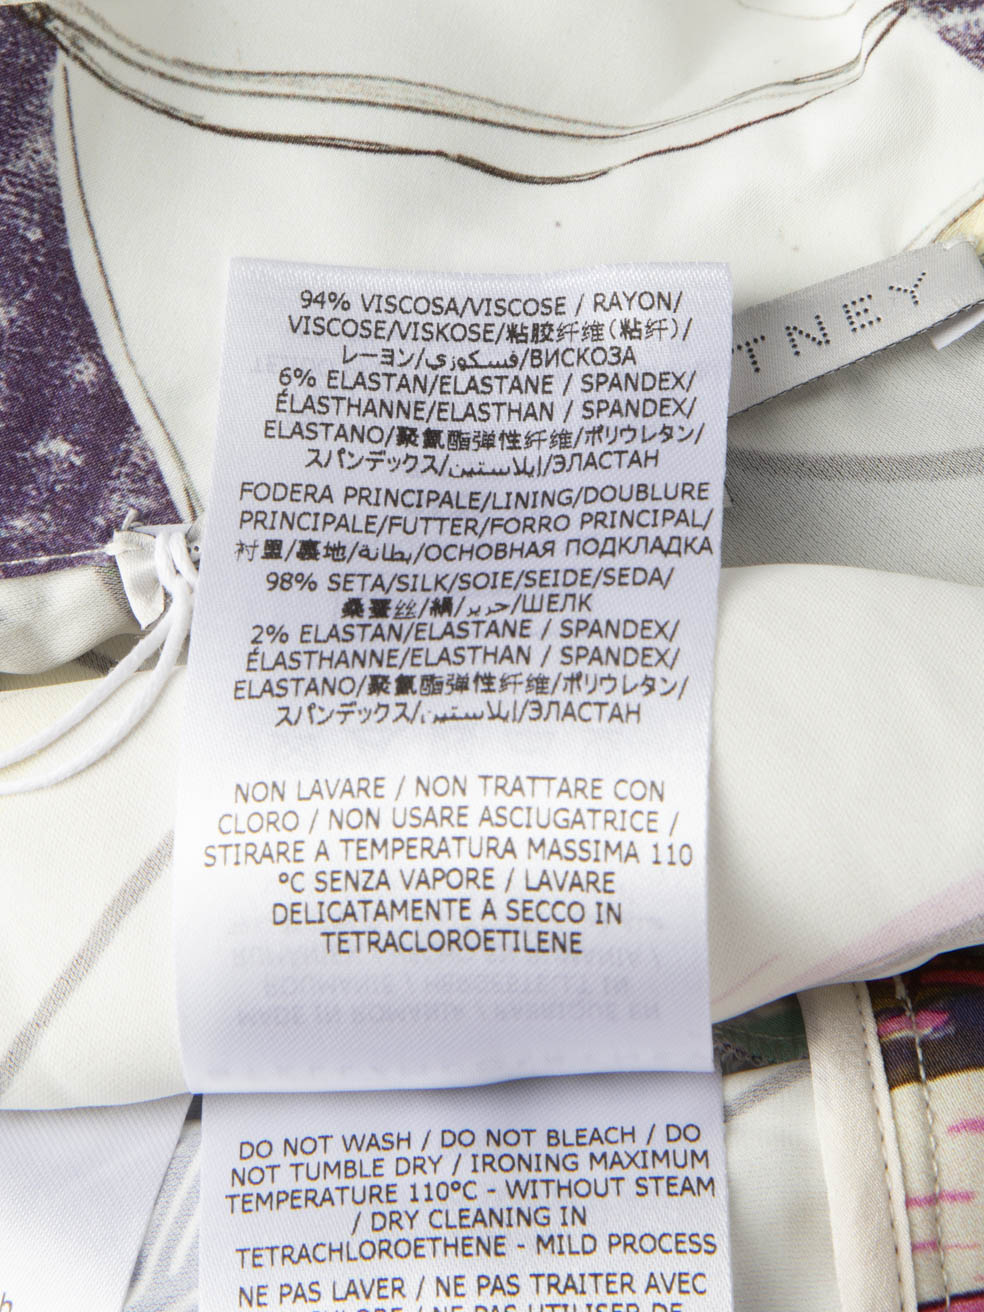 TNEY
94% VISCOSA/VISCOSE / RAYON/
VISCOSE/VISKOSE/粘胶纤维(粘纤)/
レーヨン/فسكوزي/ВИСКОЗА
6% ELASTAN/ELASTANE / SPANDEX/
ÉLASTHANNE/ELASTHAN / SPANDEX/
ELASTANO/聚氨酯弹性纤维/ポリウレタン/
スパンデックス/إيلاستين/ЭЛАСТАН
FODERA PRINCIPALE/LINING/DOUBLURE
PRINCIPALE/FUTTER/FORRO PRINCIPAL/
衬里/裏地/بطانة/ОСНОВНАЯ ПОДКЛАДКА
98% SETA/SILK/SOIE/SEIDE/SEDA/
桑蚕丝/絹/حرير/ШЕЛК
2% ELASTAN/ELASTANE / SPANDEX/
ÉLASTHANNE/ELASTHAN / SPANDEX/
ELASTANO/聚氨酯弹性纤维/ポリウレタン/
スパンデックス/إيلاستين/ЭЛАСТАН
NON LAVARE / NON TRATTARE CON
CLORO / NON USARE ASCIUGATRICE /
STIRARE A TEMPERATURA MASSIMA 110
°C SENZA VAPORE / LAVARE
DELICATAMENTE A SECCO IN
TETRACLOROETILENE
DO NOT WASH / DO NOT BLEACH / DO
NOT TUMBLE DRY / IRONING MAXIMUM
TEMPERATURE 110°C - WITHOUT STEAM
/ DRY CLEANING IN
TETRACHLOROETHENE - MILD PROCESS
NE PAS LAVER / NE PAS TRAITER AVEC